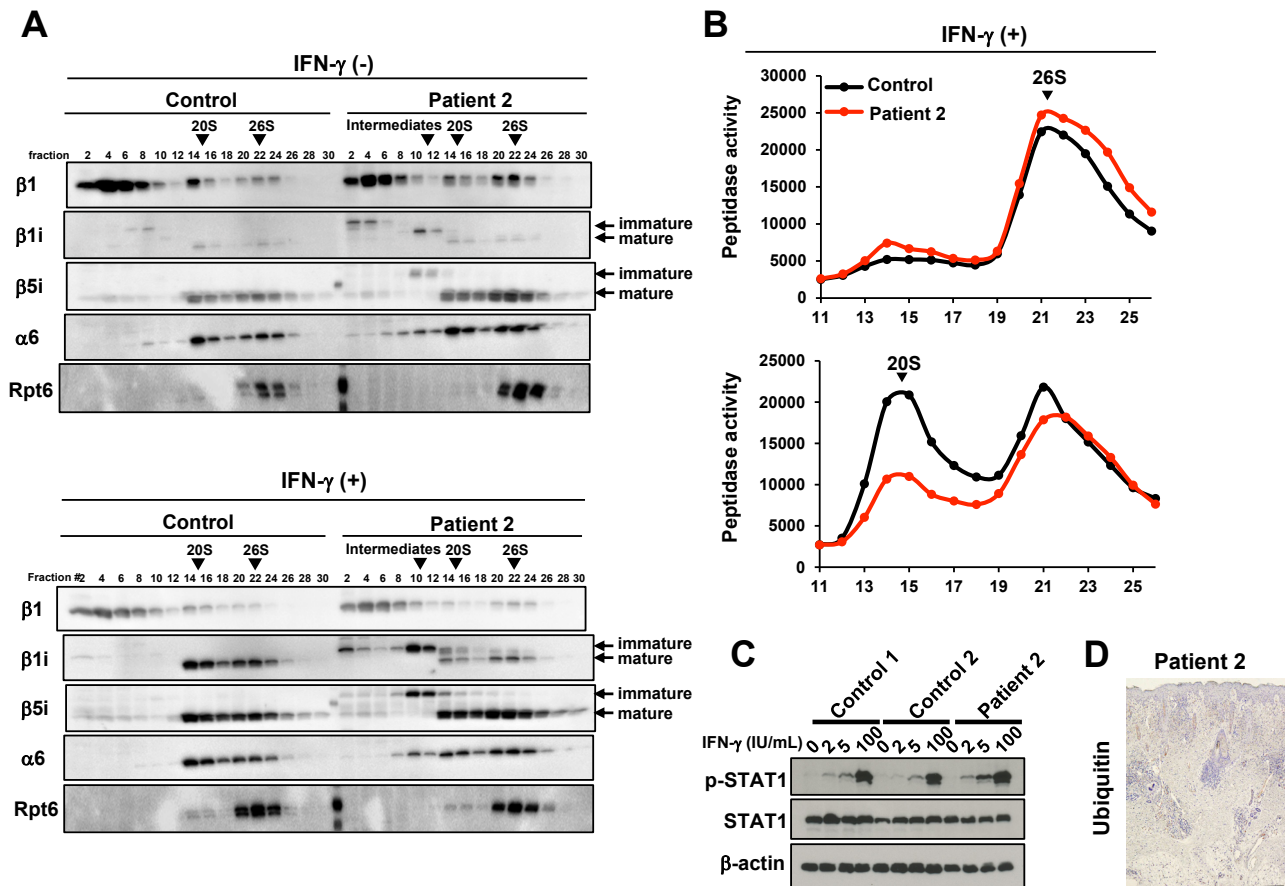 A
IFN-γ (-)
Control Patient 2
20S 26S Intermediates 20S 26S
fraction 2 4 6 8 10 12 14 16 18 20 22 24 26 28 30 2 4 6 8 10 12 14 16 18 20 22 24 26 28 30
β1
β1i immature
mature
β5i immature
mature
α6
Rpt6
IFN-γ (+)
Control Patient 2
20S 26S Intermediates 20S 26S
Fraction #2 4 6 8 10 12 14 16 18 20 22 24 26 28 30 2 4 6 8 10 12 14 16 18 20 22 24 26 28 30
β1
β1i immature
mature
β5i immature
mature
α6
Rpt6
B
IFN-γ (+)
Control
Patient 2
26S
Peptidase activity
30000
25000
20000
15000
10000
5000
0
11 13 15 17 19 21 23 25
20S
Peptidase activity
25000
20000
15000
10000
5000
0
11 13 15 17 19 21 23 25
C
Control 1 Control 2 Patient 2
IFN-γ (IU/mL) 0 2 5 100 0 2 5 100 0 2 5 100
p-STAT1
STAT1
β-actin
D
Patient 2
Ubiquitin